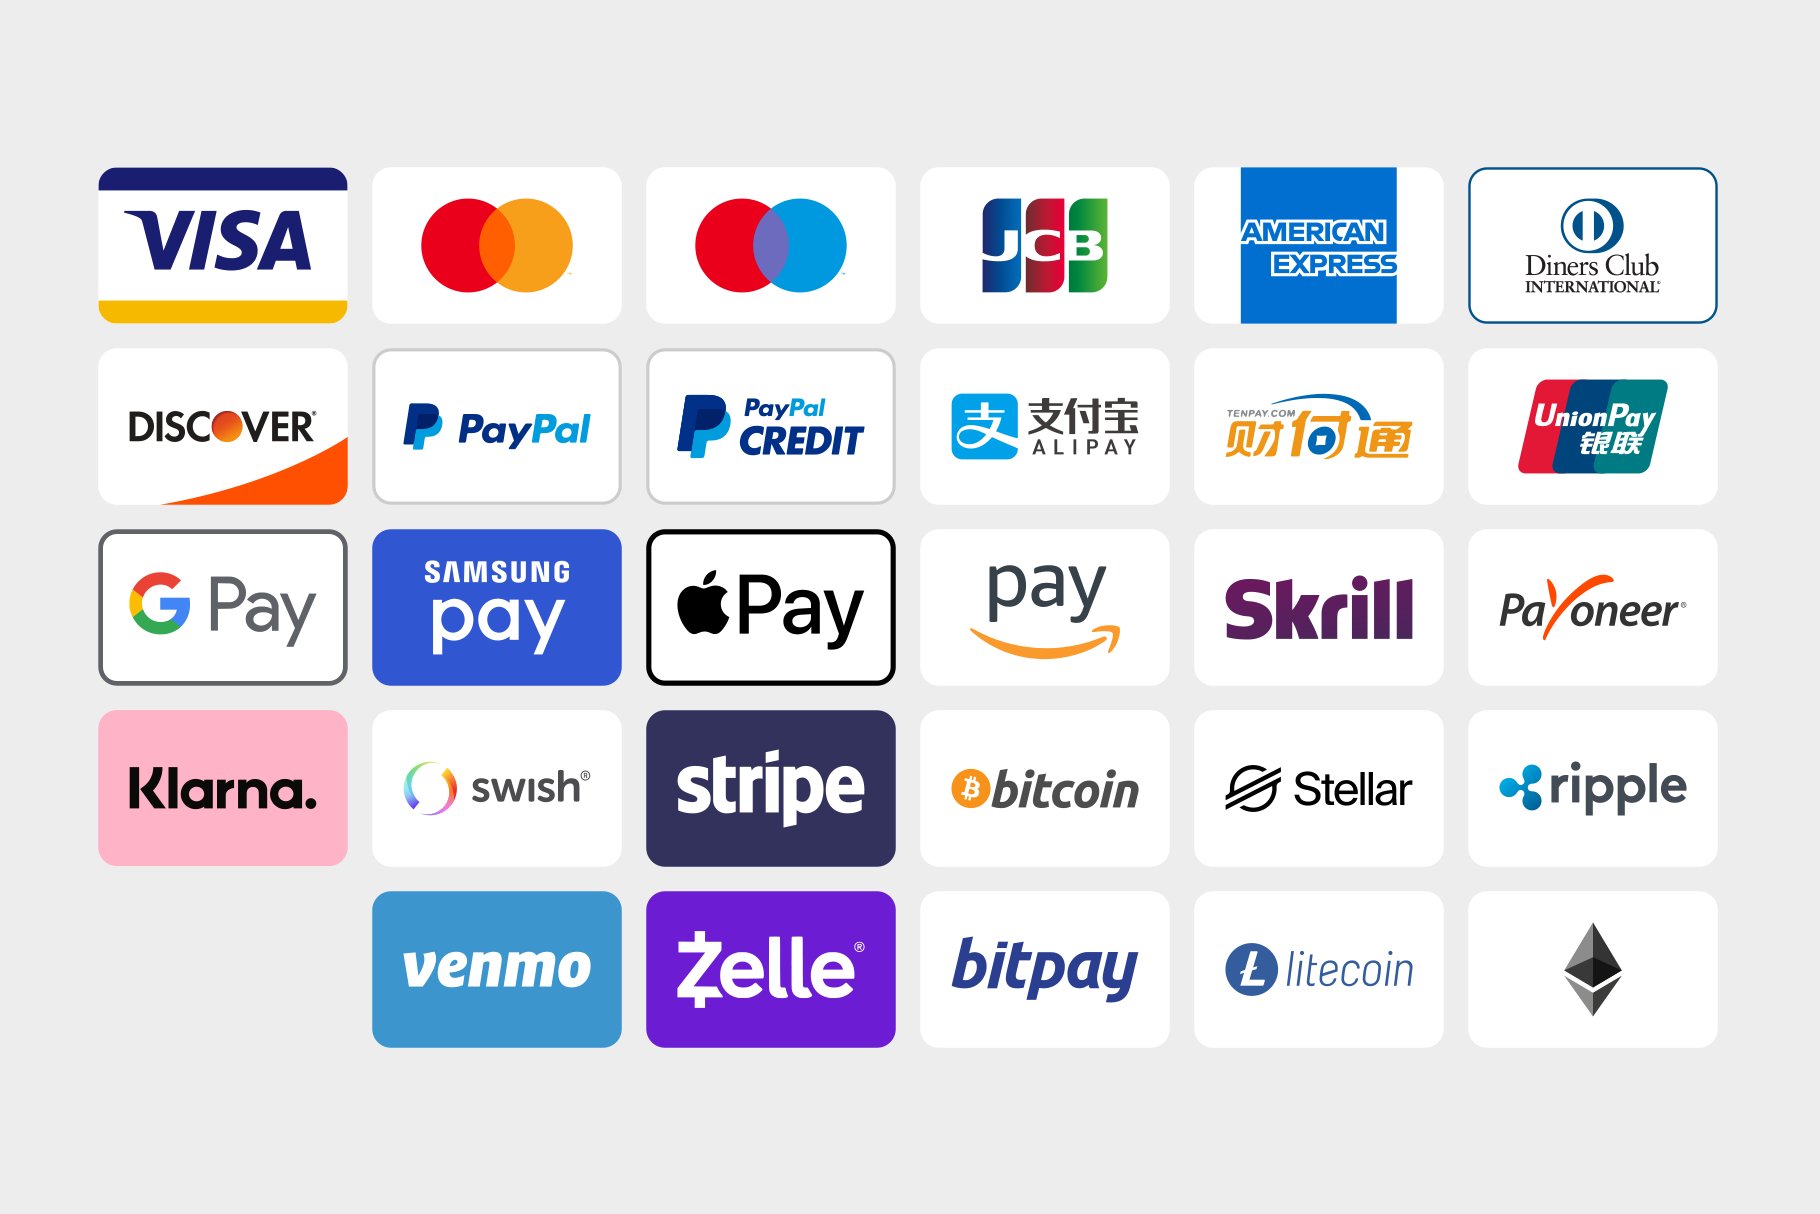 VISA
JCB
AMERICAN
EXPRESS
Diners Club
INTERNATIONAL®
DISCOVER®
PayPal
PayPal
CREDIT
支 支付宝
ALIPAY
TENPAY.COM
财付通
UnionPay
银联
G Pay
SAMSUNG
pay
Pay
pay
Skrill
Payoneer®
Klarna.
swish®
stripe
bitcoin
Stellar
ripple
venmo
Zelle®
bitpay
litecoin